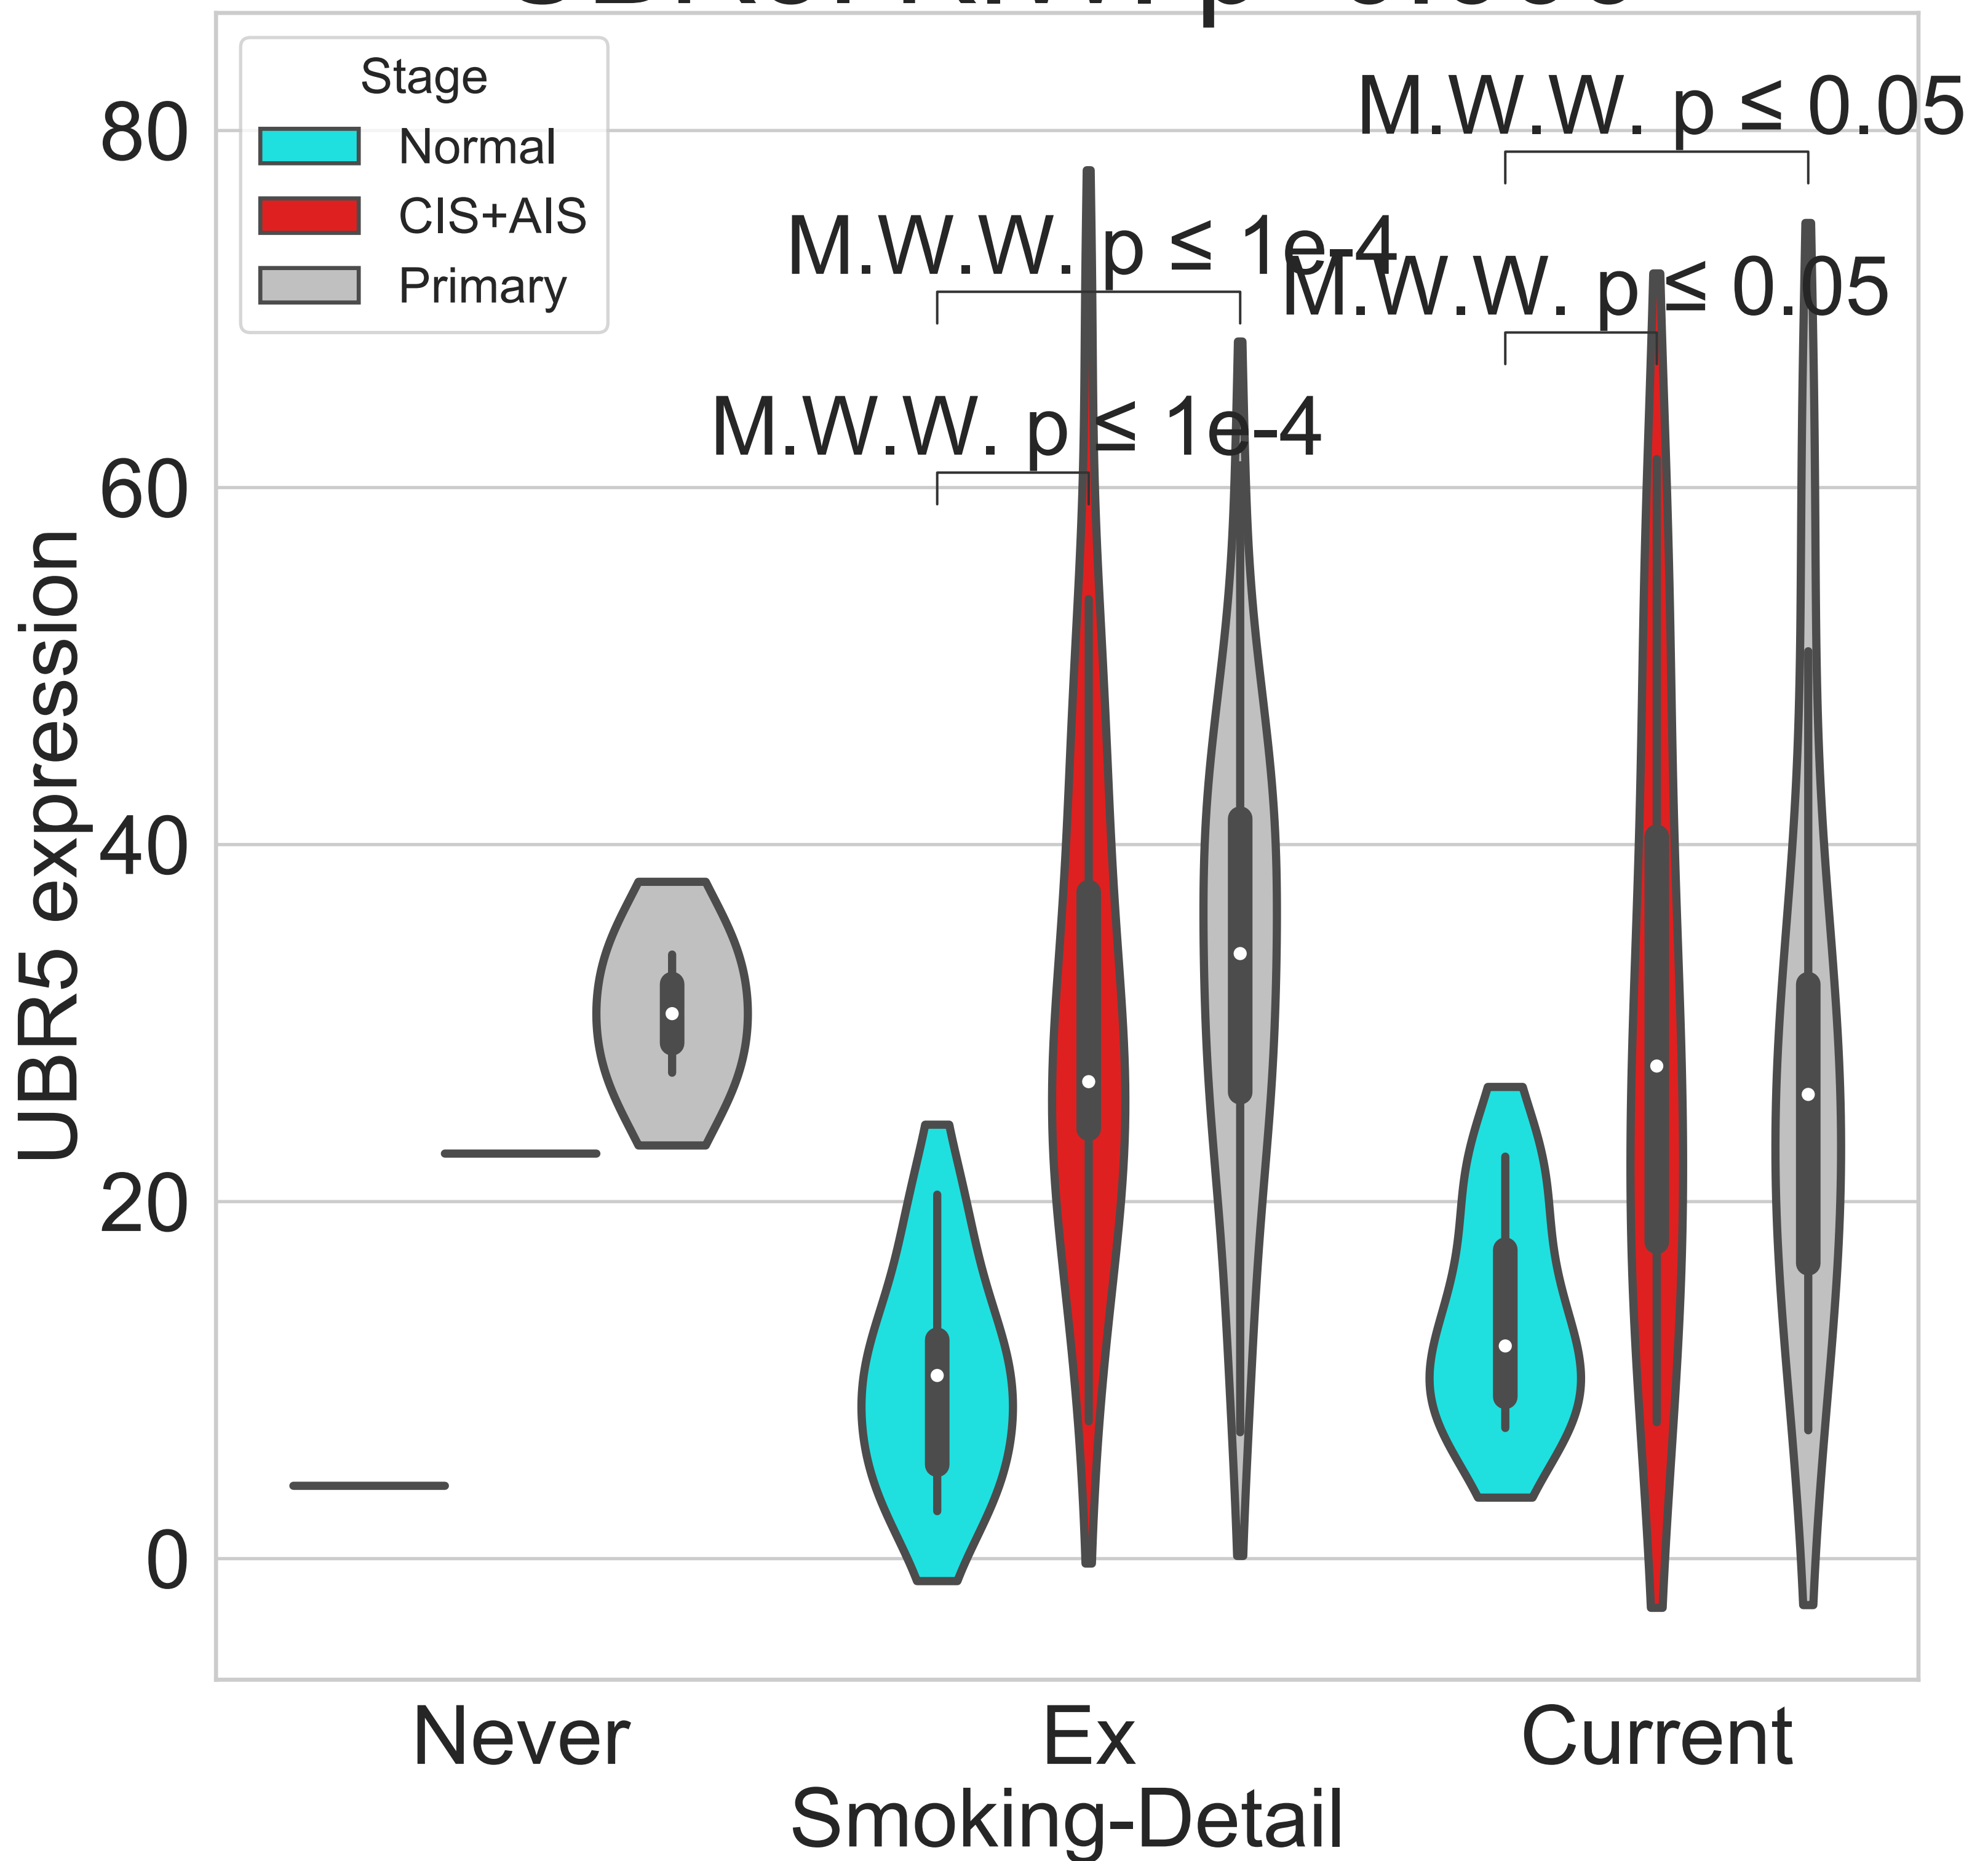 Stage
Normal
CIS+AIS
Primary
M.W.W. p ≤ 0.05
M.W.W. p ≤ 1e-4
M.W.W. p ≤ 0.05
M.W.W. p ≤ 1e-4
80
60
40
20
0
UBR5 expression
Never
Ex
Current
Smoking-Detail